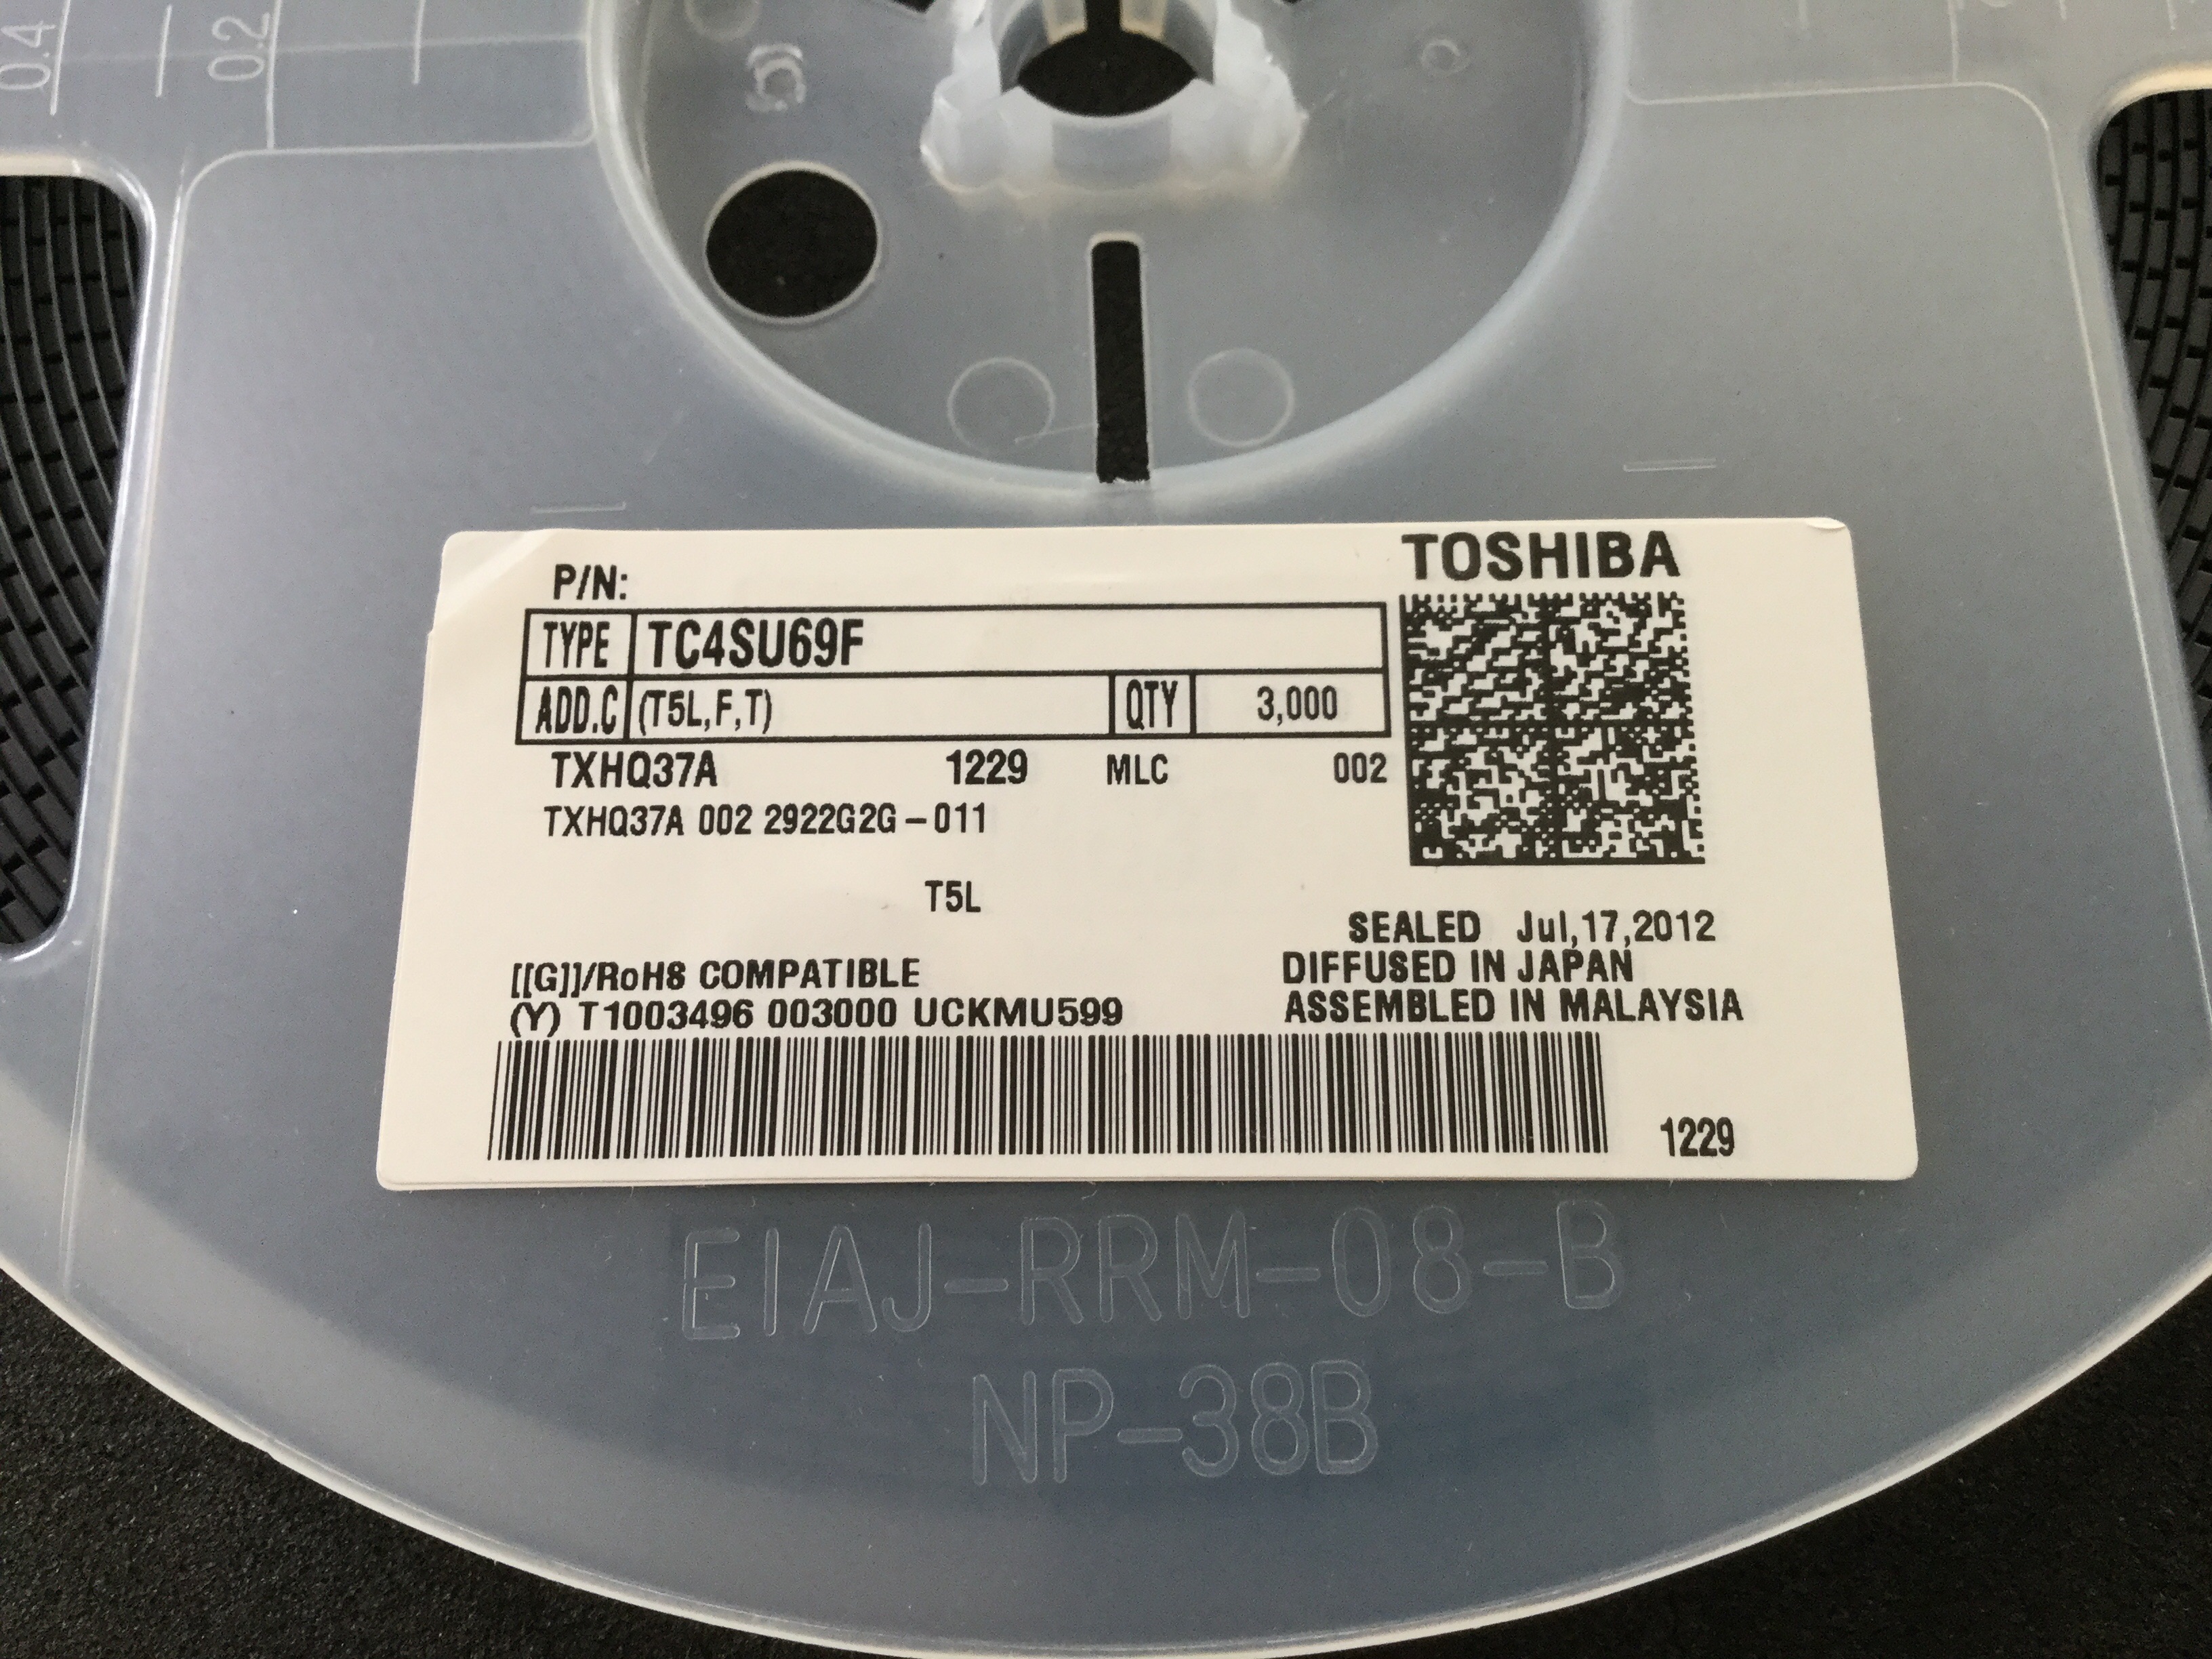 0.4
0.2
TOSHIBA
P/N:
TYPE TC4SU69F
ADD.C (T5L,F,T) QTY 3,000
TXHQ37A 1229 MLC 002
TXHQ37A 002 2922G2G-011
T5L
SEALED Jul,17,2012
[[G]]/RoHS COMPATIBLE DIFFUSED IN JAPAN
(Y) T1003496 003000 UCKMU599 ASSEMBLED IN MALAYSIA
1229
EIAJ-RRM-08-B
NP-38B